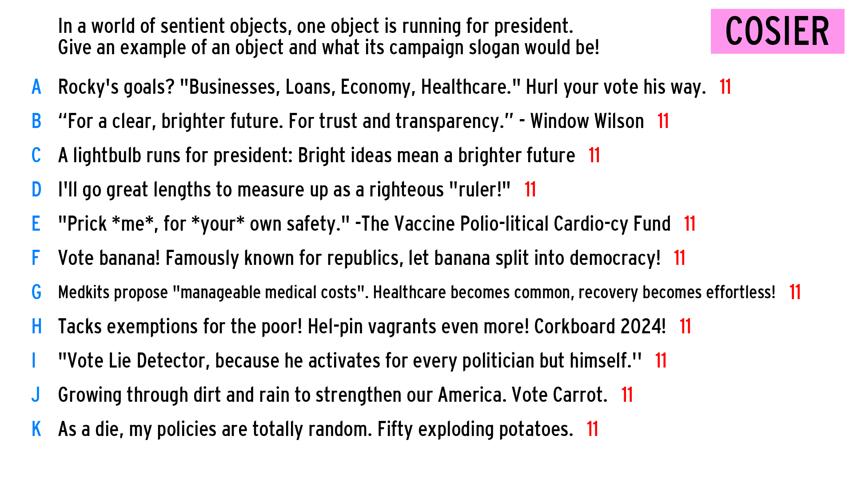 In a world of sentient objects, one object is running for president.
Give an example of an object and what its campaign slogan would be!
COSIER
A Rocky's goals? "Businesses, Loans, Economy, Healthcare." Hurl your vote his way. 11
B “For a clear, brighter future. For trust and transparency.” - Window Wilson 11
C A lightbulb runs for president: Bright ideas mean a brighter future 11
D I'll go great lengths to measure up as a righteous "ruler!" 11
E "Prick *me*, for *your* own safety." -The Vaccine Polio-litical Cardio-cy Fund 11
F Vote banana! Famously known for republics, let banana split into democracy! 11
G Medkits propose "manageable medical costs". Healthcare becomes common, recovery becomes effortless! 11
H Tacks exemptions for the poor! Hel-pin vagrants even more! Corkboard 2024! 11
I "Vote Lie Detector, because he activates for every politician but himself.'' 11
J Growing through dirt and rain to strengthen our America. Vote Carrot. 11
K As a die, my policies are totally random. Fifty exploding potatoes. 11